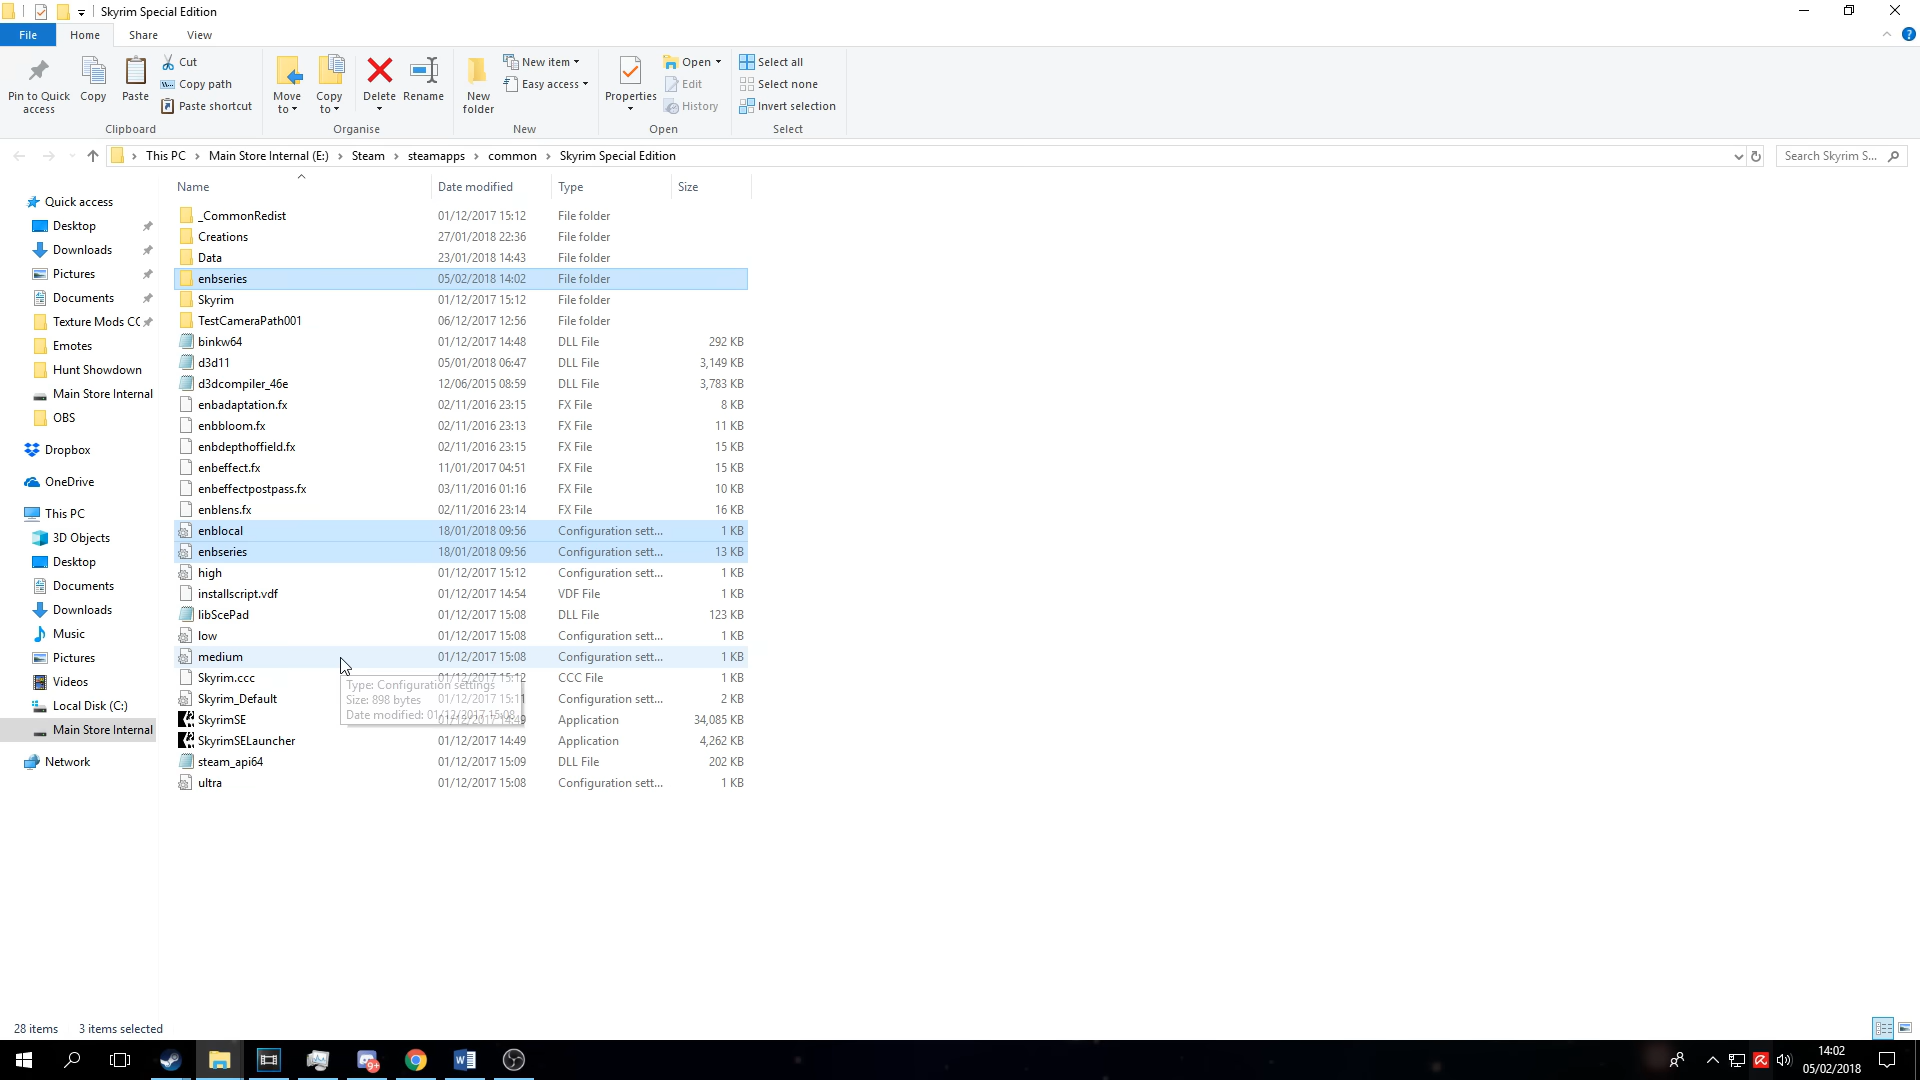 Skyrim Special Edition
File Home Share View
Pin to Quick access
Copy
Paste
Cut
Copy path
Paste shortcut
Clipboard
Move to
Copy to
Delete
Rename
Organise
New folder
New item
Easy access
New
Properties
Open
Edit
History
Open
Select all
Select none
Invert selection
Select
This PC › Main Store Internal (E:) › Steam › steamapps › common › Skyrim Special Edition
Search Skyrim S...
Name Date modified Type Size
Quick access
Desktop
Downloads
Pictures
Documents
Texture Mods CC
Emotes
Hunt Showdown
Main Store Internal
OBS
Dropbox
OneDrive
This PC
3D Objects
Desktop
Documents
Downloads
Music
Pictures
Videos
Local Disk (C:)
Main Store Internal
Network
_CommonRedist 01/12/2017 15:12 File folder
Creations 27/01/2018 22:36 File folder
Data 23/01/2018 14:43 File folder
enbseries 05/02/2018 14:02 File folder
Skyrim 01/12/2017 15:12 File folder
TestCameraPath001 06/12/2017 12:56 File folder
binkw64 01/12/2017 14:48 DLL File 292 KB
d3d11 05/01/2018 06:47 DLL File 3,149 KB
d3dcompiler_46e 12/06/2015 08:59 DLL File 3,783 KB
enbadaptation.fx 02/11/2016 23:15 FX File 8 KB
enbbloom.fx 02/11/2016 23:13 FX File 11 KB
enbdepthoffield.fx 02/11/2016 23:15 FX File 15 KB
enbeffect.fx 11/01/2017 04:51 FX File 15 KB
enbeffectpostpass.fx 03/11/2016 01:16 FX File 10 KB
enblens.fx 02/11/2016 23:14 FX File 16 KB
enblocal 18/01/2018 09:56 Configuration sett... 1 KB
enbseries 18/01/2018 09:56 Configuration sett... 13 KB
high 01/12/2017 15:12 Configuration sett... 1 KB
installscript.vdf 01/12/2017 14:54 VDF File 1 KB
libScePad 01/12/2017 15:08 DLL File 123 KB
low 01/12/2017 15:08 Configuration sett... 1 KB
medium 01/12/2017 15:08 Configuration sett... 1 KB
Skyrim.ccc 01/12/2017 15:12 CCC File 1 KB
Skyrim_Default 01/12/2017 15:11 Configuration sett... 2 KB
SkyrimSE 01/12/2017 14:49 Application 34,085 KB
SkyrimSELauncher 01/12/2017 14:49 Application 4,262 KB
steam_api64 01/12/2017 15:09 DLL File 202 KB
ultra 01/12/2017 15:08 Configuration sett... 1 KB
Type: Configuration settings
Size: 898 bytes
Date modified: 01/12/2017 15:08
28 items 3 items selected
9+
14:02
05/02/2018